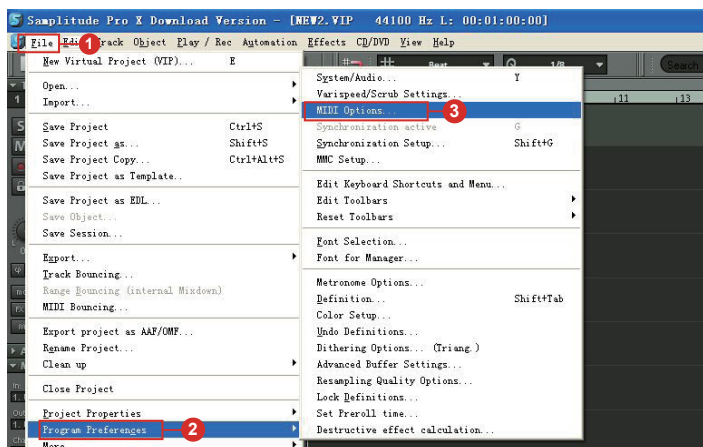 Samplitude Pro X Download Version - [NEW2.VIP 44100 Hz L: 00:01:00:00]
File Edit Track Object Play / Rec Automation Effects CD/DVD View Help
1
New Virtual Project (VIP)... E
Open...
Import...
Save Project Ctrl+S
Save Project as... Shift+S
Save Project Copy... Ctrl+Alt+S
Save Project as Template..
Save Project as EDL...
Save Object...
Save Session...
Export...
Track Bouncing...
Range Bouncing (internal Mixdown)
MIDI Bouncing...
Export project as AAF/OMF...
Rename Project...
Clean up
Close Project
Project Properties
Program Preferences 2
More
Beat 1/8 Search
System/Audio... Y
Varispeed/Scrub Settings...
MIDI Options... 3
Synchronization active G
Synchronization Setup... Shift+G
MMC Setup...
Edit Keyboard Shortcuts and Menu...
Edit Toolbars
Reset Toolbars
Font Selection...
Font for Manager...
Metronome Options...
Definition... Shift+Tab
Color Setup...
Undo Definitions...
Dithering Options... (Triang.)
Advanced Buffer Settings...
Resampling Quality Options...
Lock Definitions...
Set Preroll time...
Destructive effect calculation...
11 13